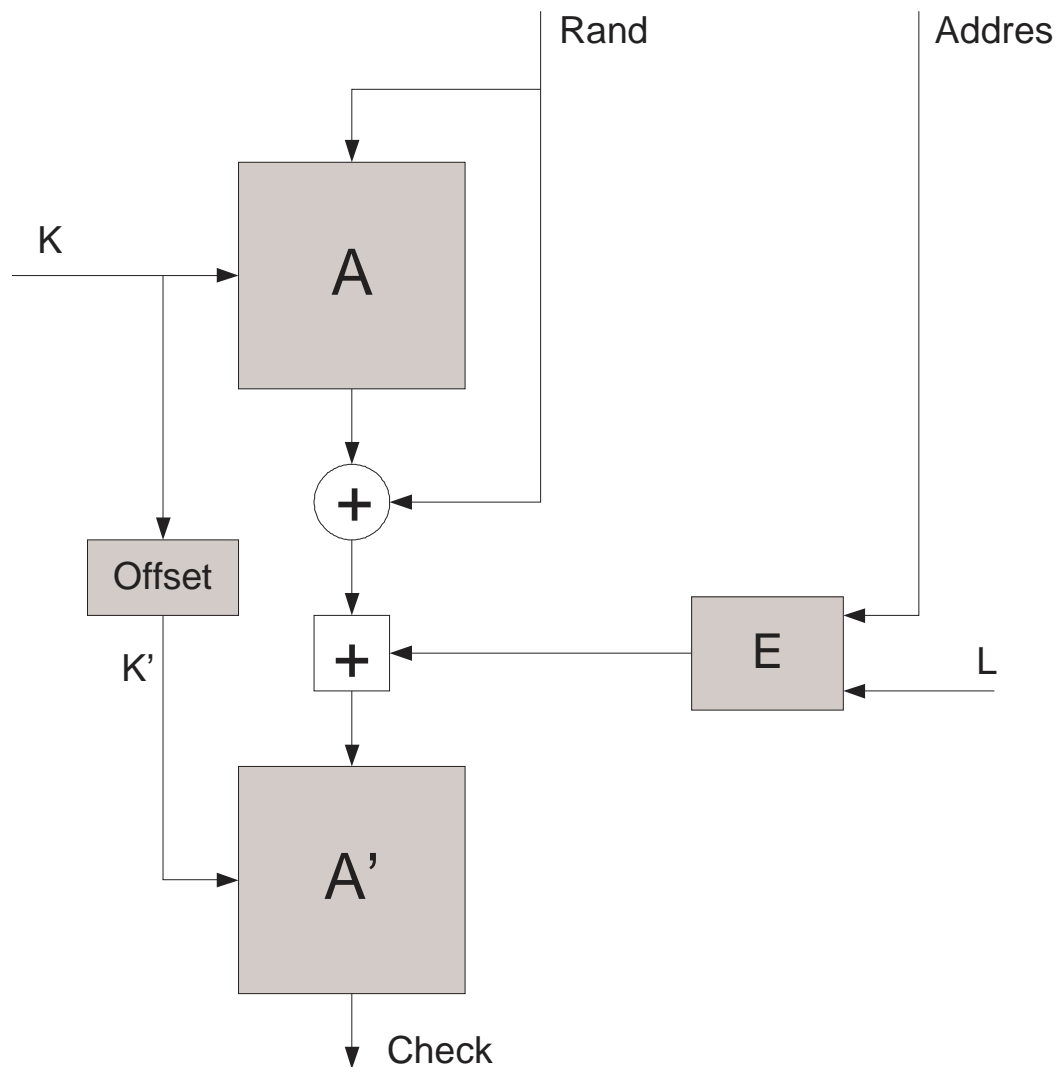 Rand
Addres
K
A
+
Offset
+
E
L
K’
A’
Check